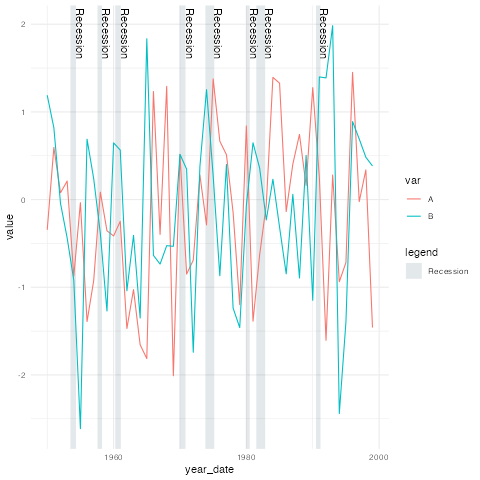 2
1
0
-1
-2
value
Recession
Recession
Recession
Recession
Recession
Recession
Recession
Recession
1960
1980
2000
year_date
var
A
B
legend
Recession